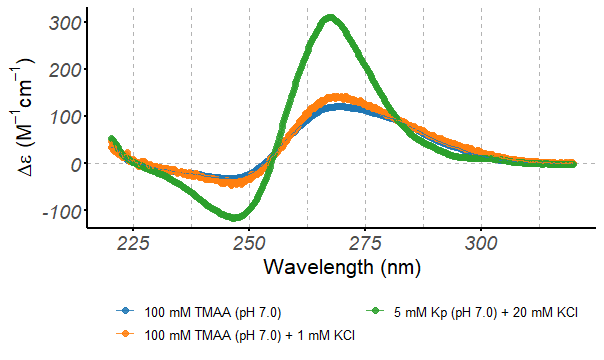 300
200
100
0
-100
Δε (M⁻¹cm⁻¹)
225 250 275 300
Wavelength (nm)
100 mM TMAA (pH 7.0) 5 mM Kp (pH 7.0) + 20 mM KCl
100 mM TMAA (pH 7.0) + 1 mM KCl